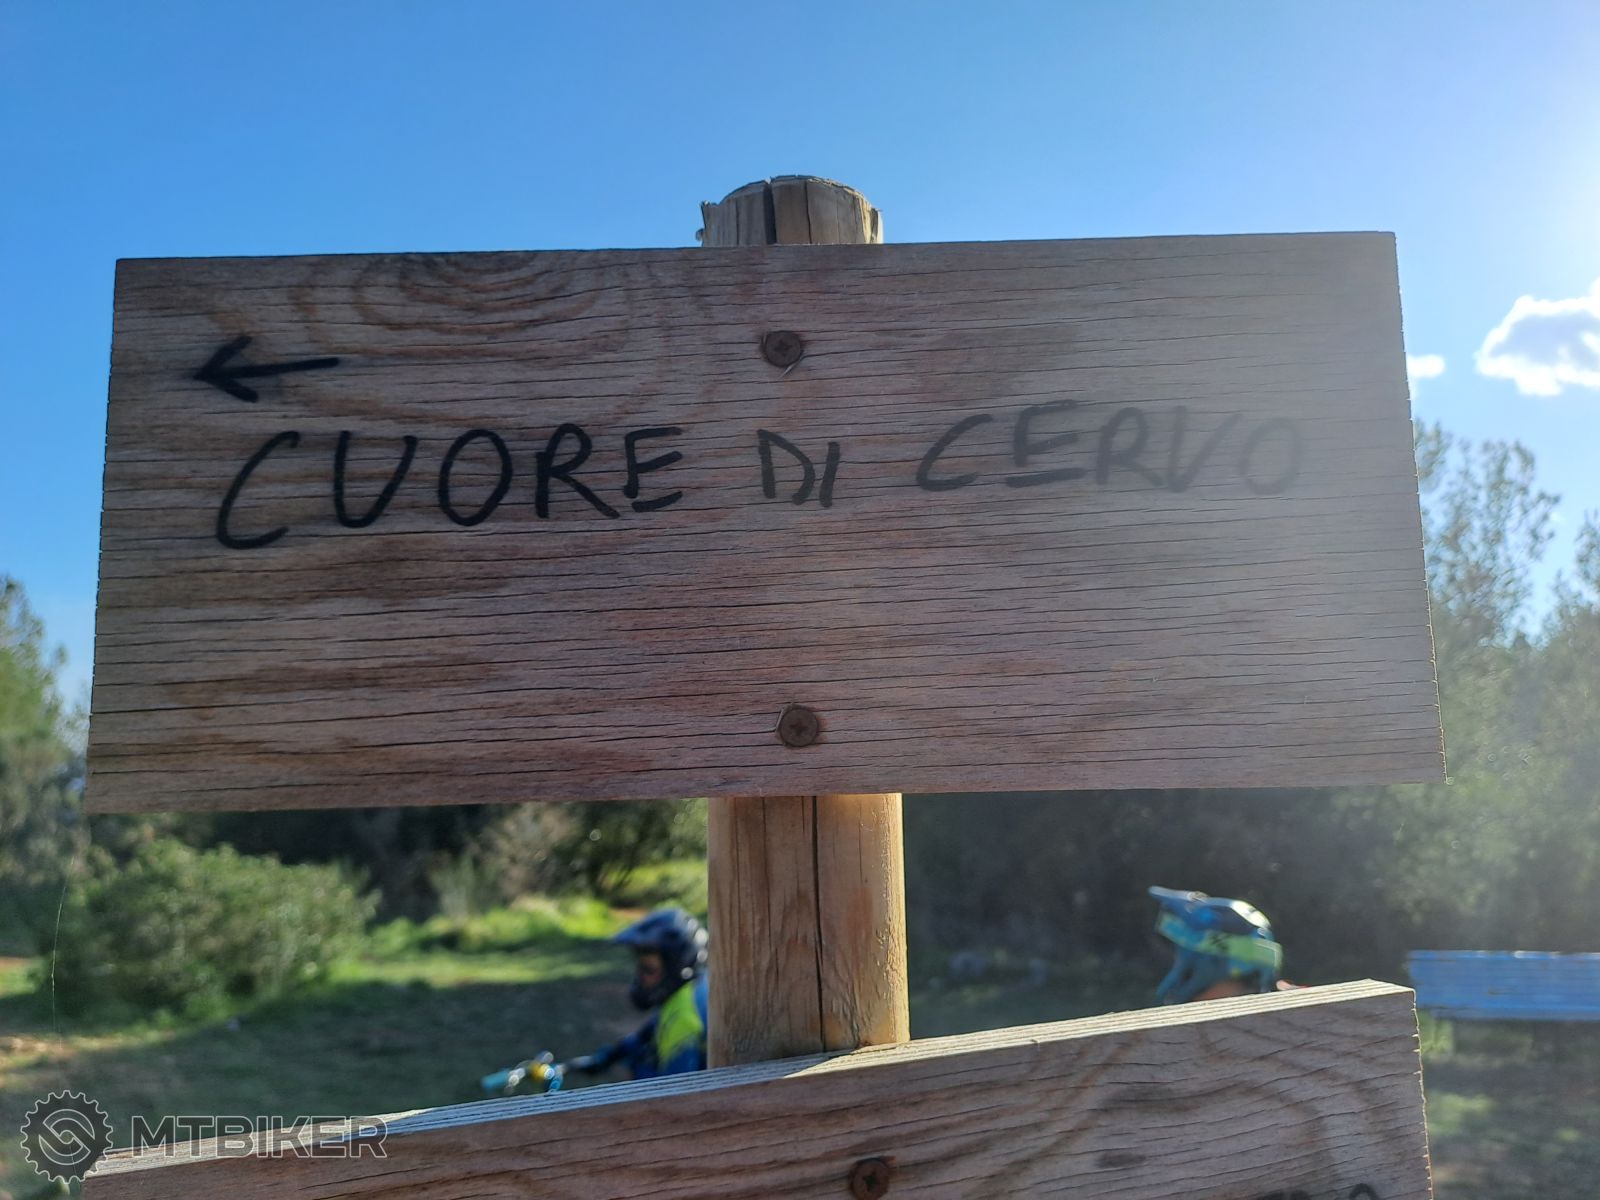 ←
CUORE DI CERVO
MTBIKER